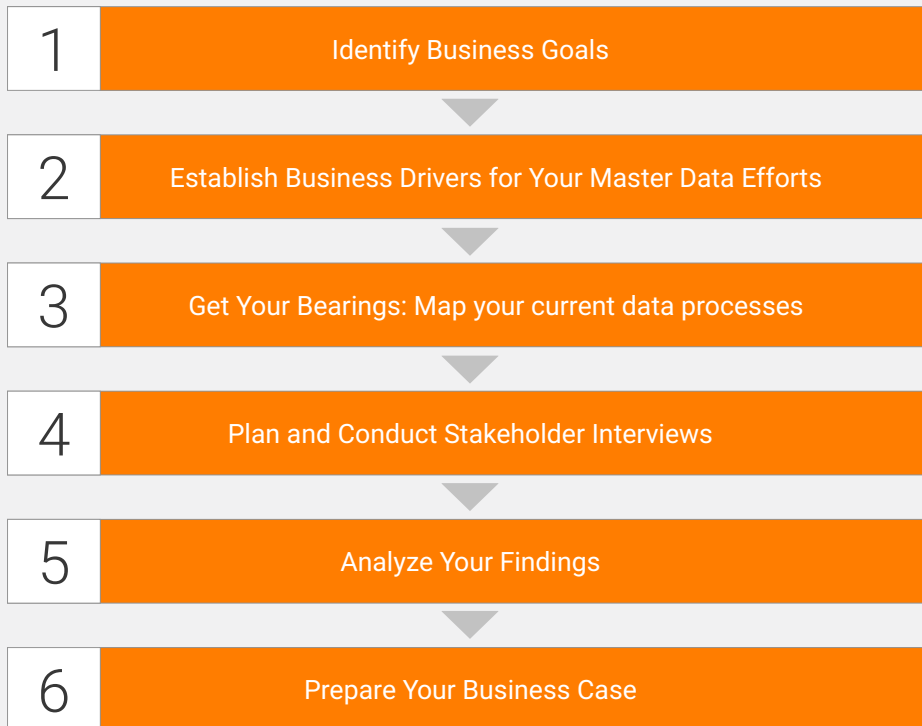 1 Identify Business Goals
2 Establish Business Drivers for Your Master Data Efforts
3 Get Your Bearings: Map your current data processes
4 Plan and Conduct Stakeholder Interviews
5 Analyze Your Findings
6 Prepare Your Business Case